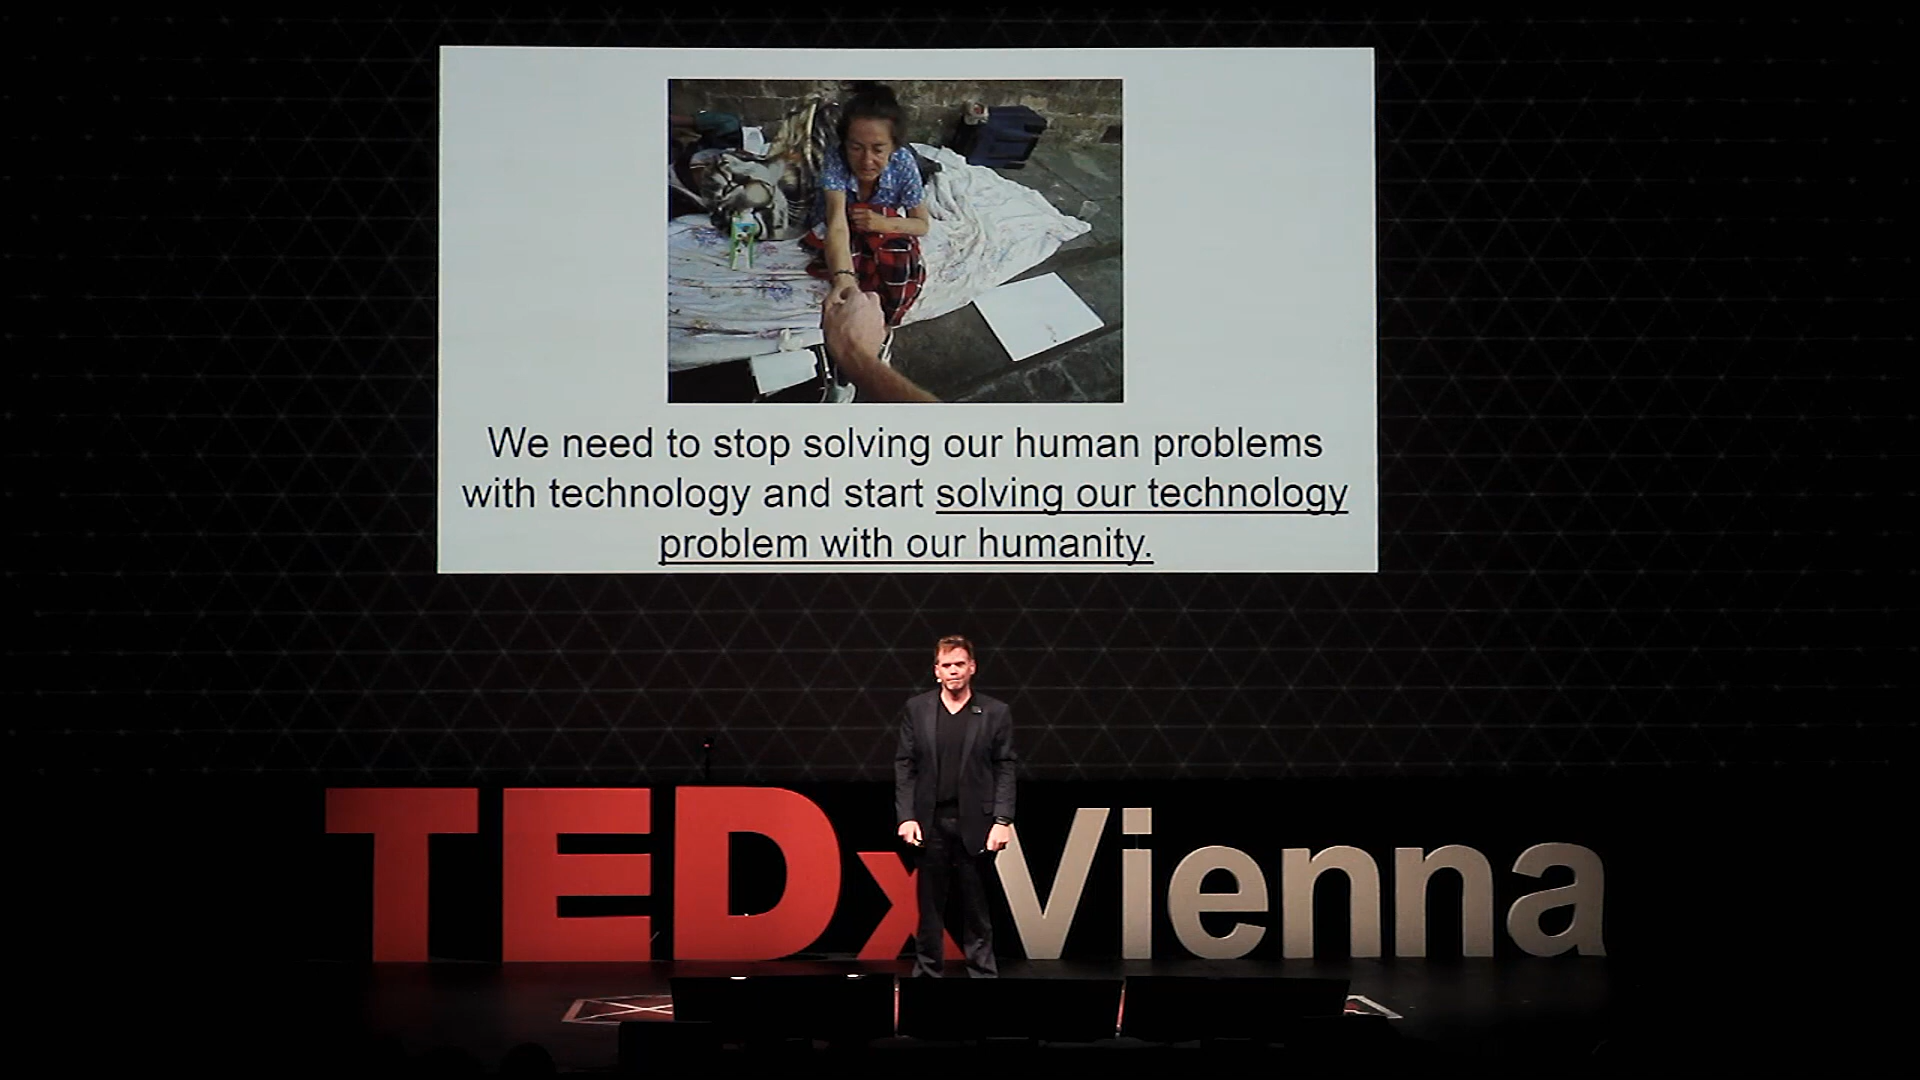 We need to stop solving our human problems
with technology and start solving our technology
problem with our humanity.
TEDxVienna